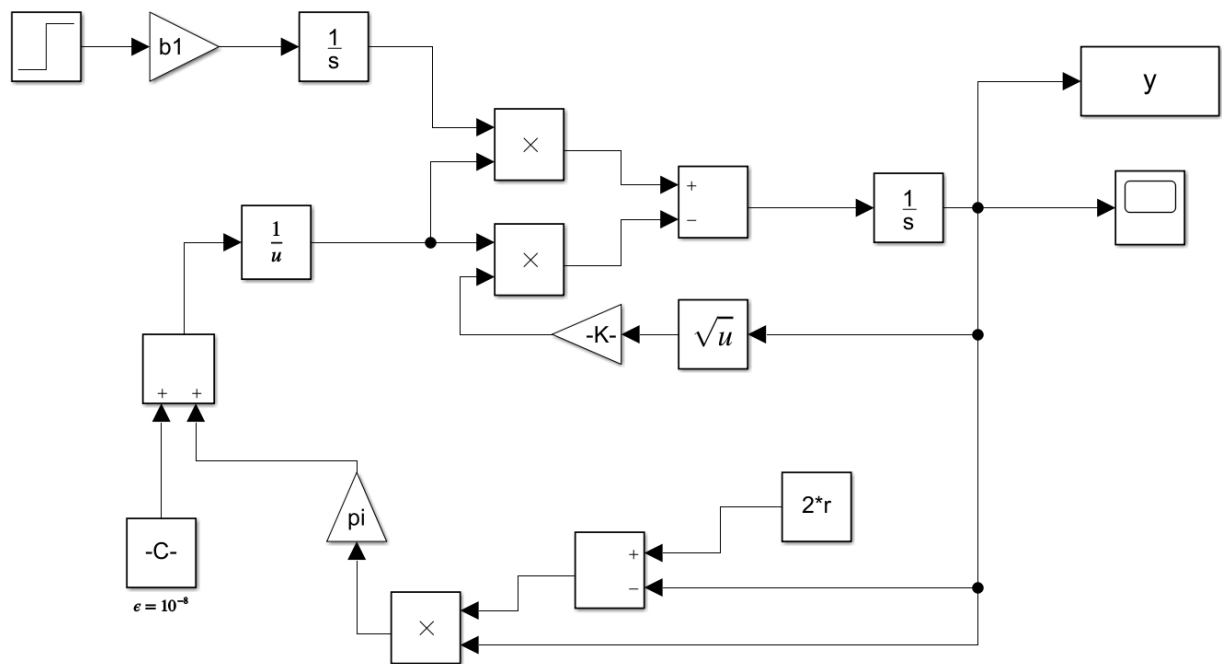 b1
1
s
×
y
+
−
1
s
1
u
×
-K-
√u
+ +
2*r
pi
-C-
+
−
ϵ = 10⁻⁸
×